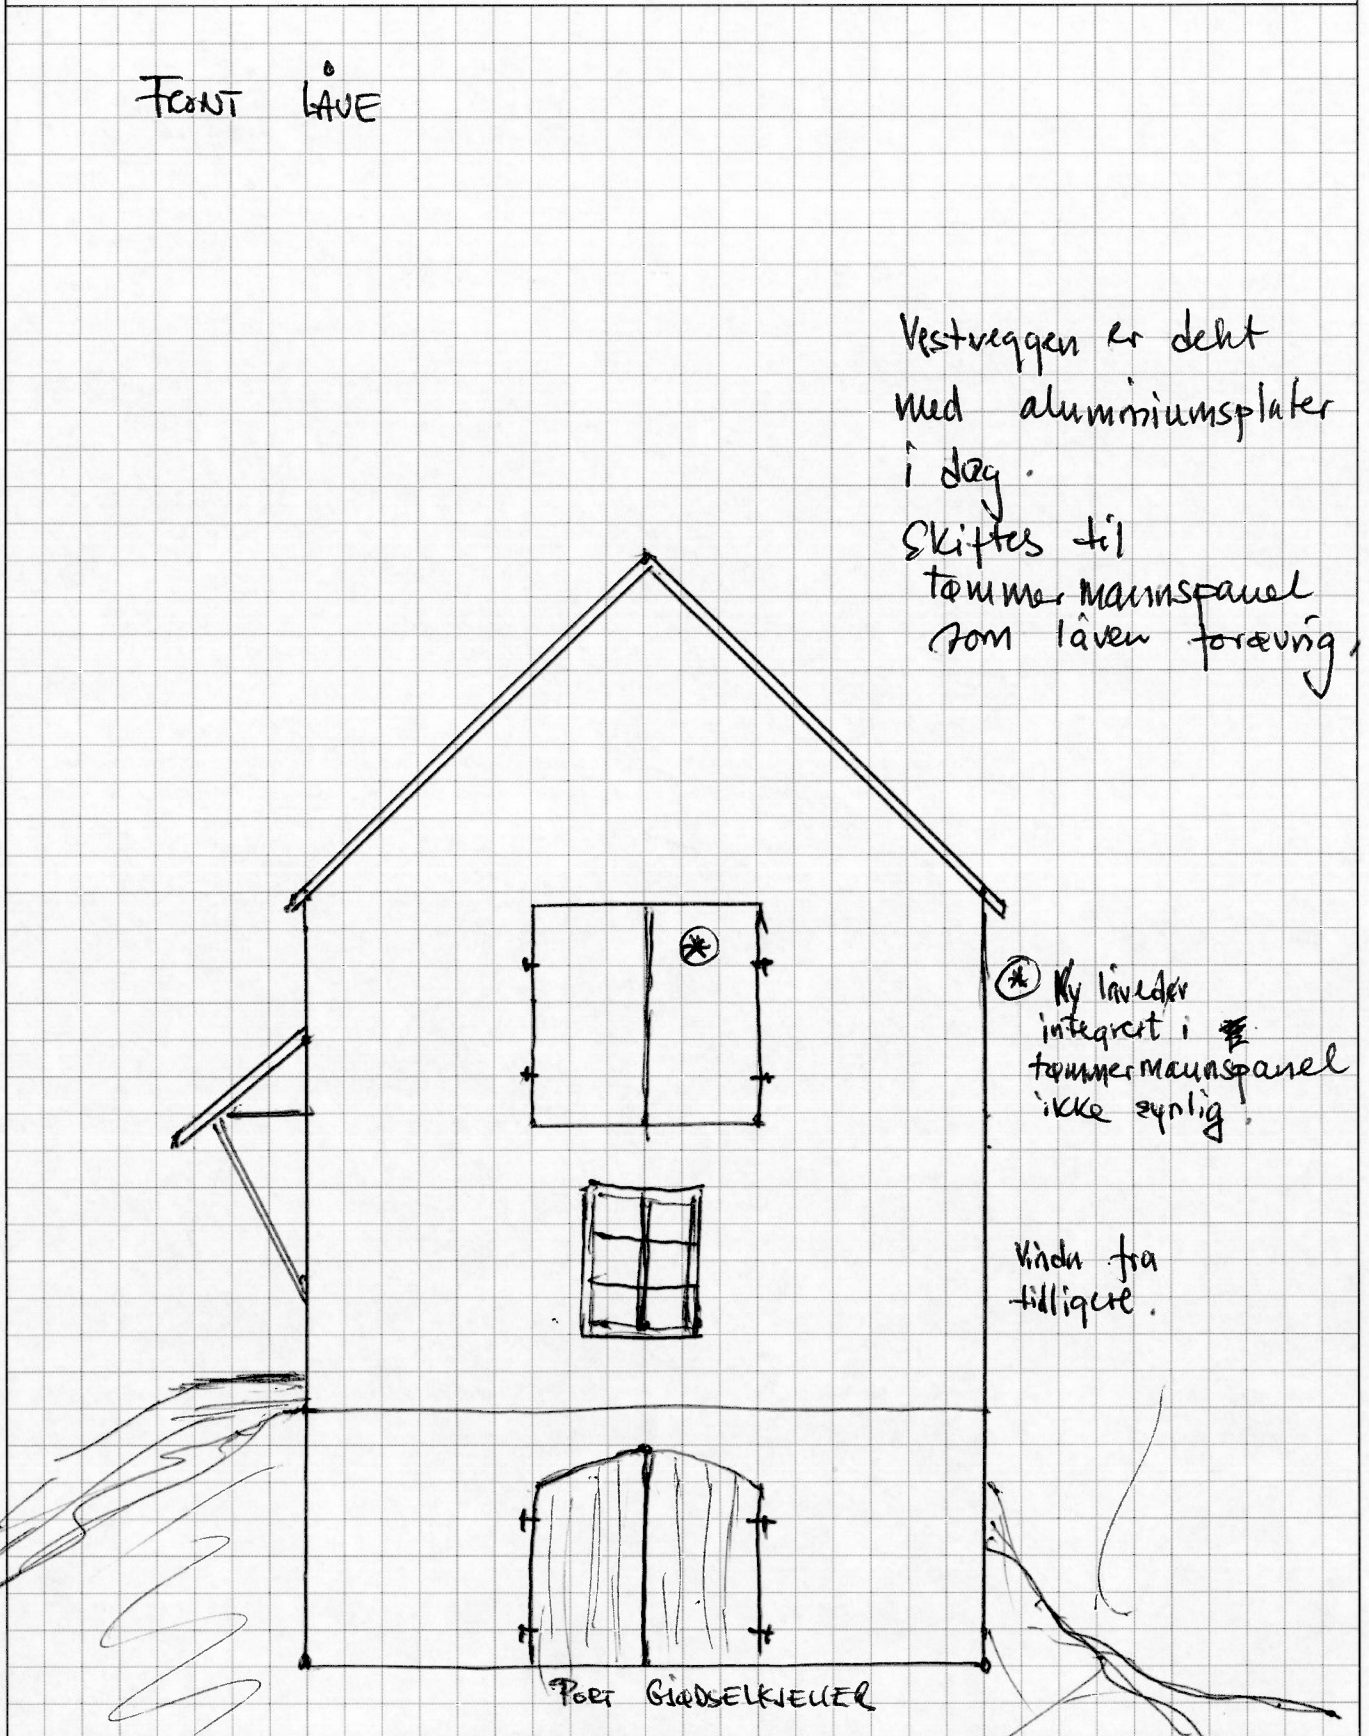 FRONT LÅVE
Vestveggen er dekt
med aluminiumsplater
i dag.
Skiftes til
tømmermannspanel
som låven forøvrig.
* Ny låvedør
integrert i
tømmermannspanel
ikke synlig.
Vindu fra
tidligere.
PORT GJØDSELKJELLER